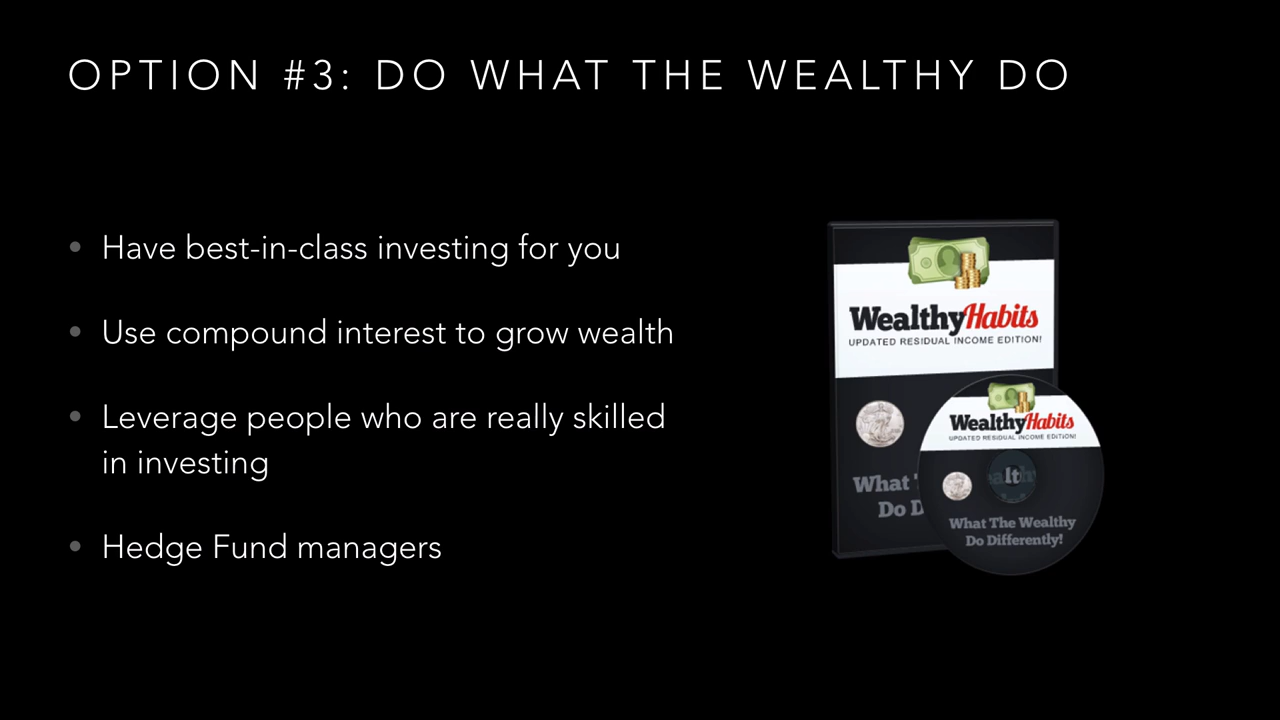 OPTION #3: DO WHAT THE WEALTHY DO
• Have best-in-class investing for you
• Use compound interest to grow wealth
• Leverage people who are really skilled
in investing
• Hedge Fund managers
WealthyHabits
UPDATED RESIDUAL INCOME EDITION!
What
Do
WealthyHabits
UPDATED RESIDUAL INCOME EDITION!
What The Wealthy
Do Differently!